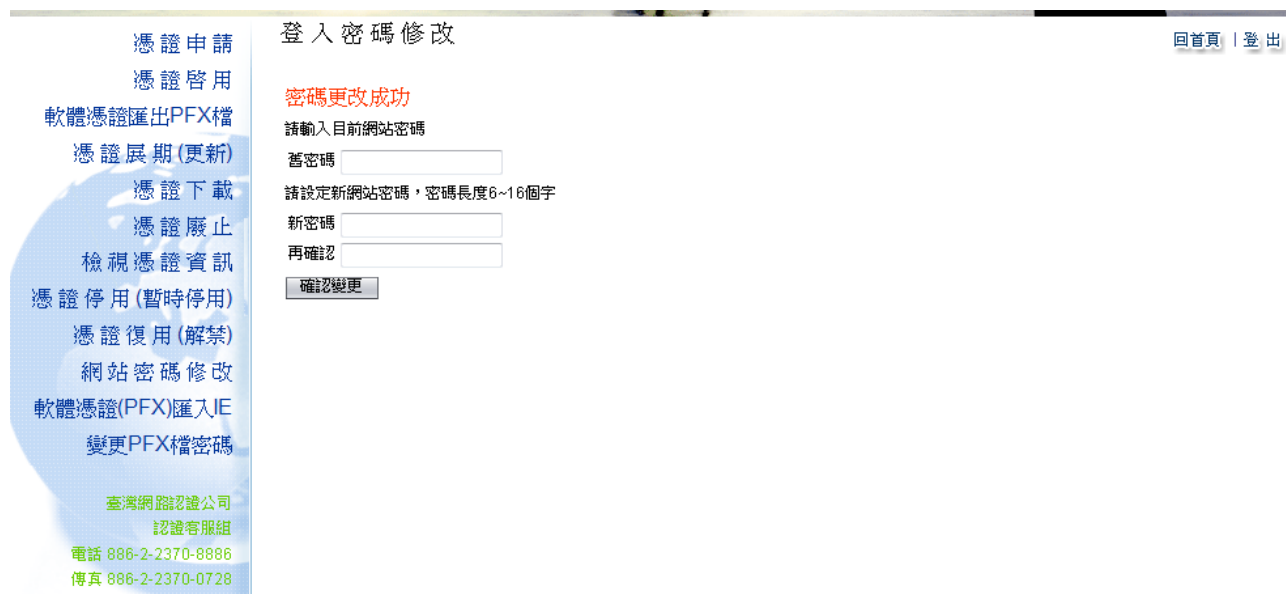 登入密碼修改
回首頁 | 登 出
憑 證 申 請
憑 證 啓 用
軟體憑證匯出PFX檔
憑 證 展 期 (更新)
憑 證 下 載
憑 證 廢 止
檢 視 憑 證 資 訊
憑 證 停 用 (暫時停用)
憑 證 復 用 (解禁)
網 站 密 碼 修 改
軟體憑證(PFX)匯入IE
變更PFX檔密碼
臺灣網路認證公司
認證客服組
電話 886-2-2370-8886
傳真 886-2-2370-0728
密碼更改成功
請輸入目前網站密碼
舊密碼
請設定新網站密碼，密碼長度6~16個字
新密碼
再確認
確認變更